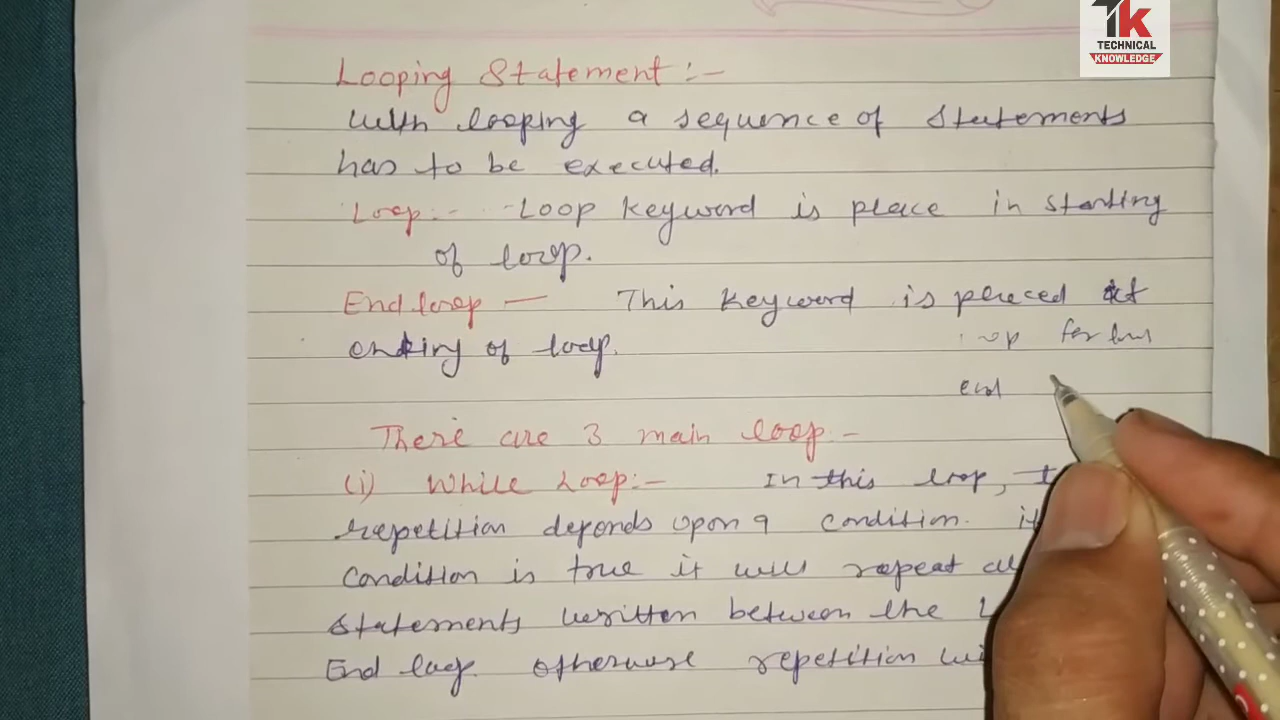 TK
TECHNICAL
KNOWLEDGE
Looping Statement :-
With looping a sequence of statements
has to be executed.
Loop :- -Loop keyword is place in starting
of loop.
End loop — This keyword is placed at
ending of loop.
for
end
There are 3 main loop -
(i) While Loop :- In this loop,
repetition depends upon a condition. if
condition is true it will repeat
statements written between the
End loop. otherwise repetition